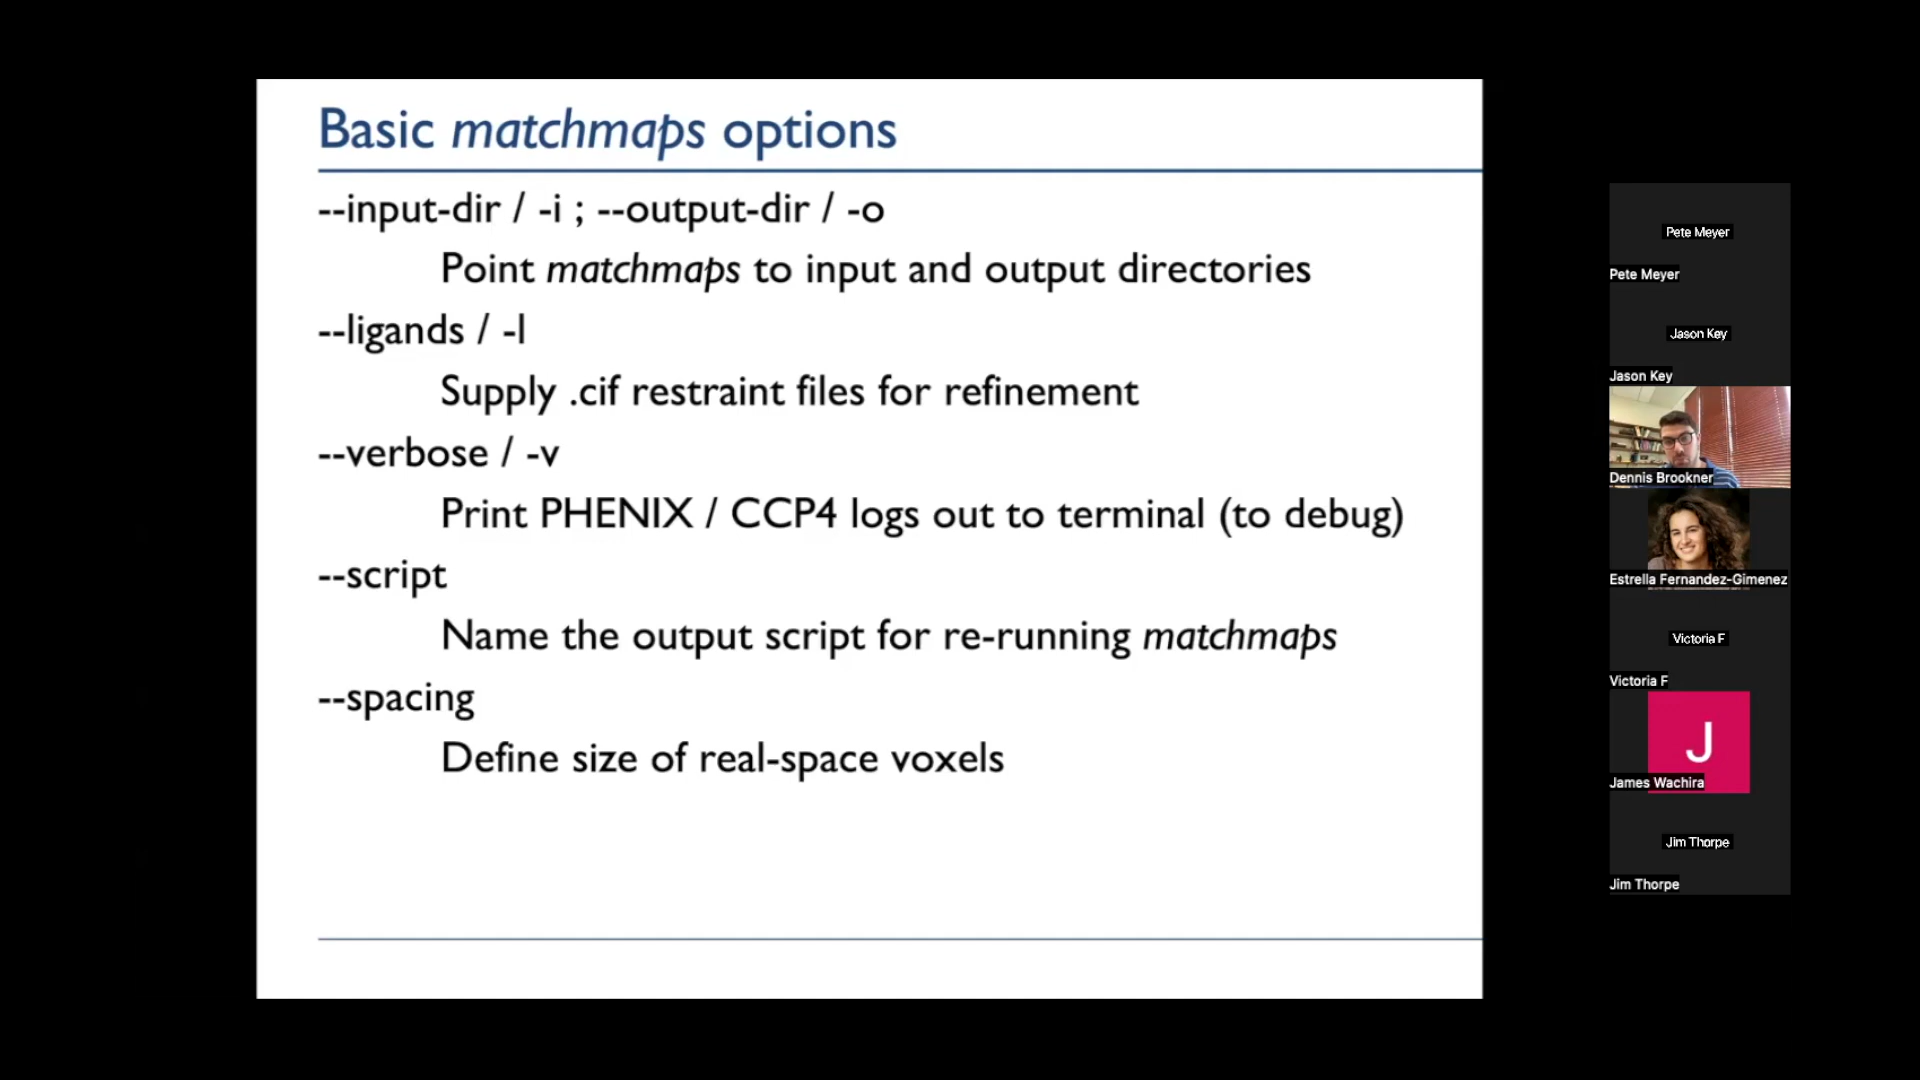 Basic matchmaps options
--input-dir / -i ; --output-dir / -o
Point matchmaps to input and output directories
--ligands / -l
Supply .cif restraint files for refinement
--verbose / -v
Print PHENIX / CCP4 logs out to terminal (to debug)
--script
Name the output script for re-running matchmaps
--spacing
Define size of real-space voxels
Pete Meyer
Pete Meyer
Jason Key
Jason Key
Dennis Brookner
Estrella Fernandez-Gimenez
Victoria F
Victoria F
J
James Wachira
Jim Thorpe
Jim Thorpe